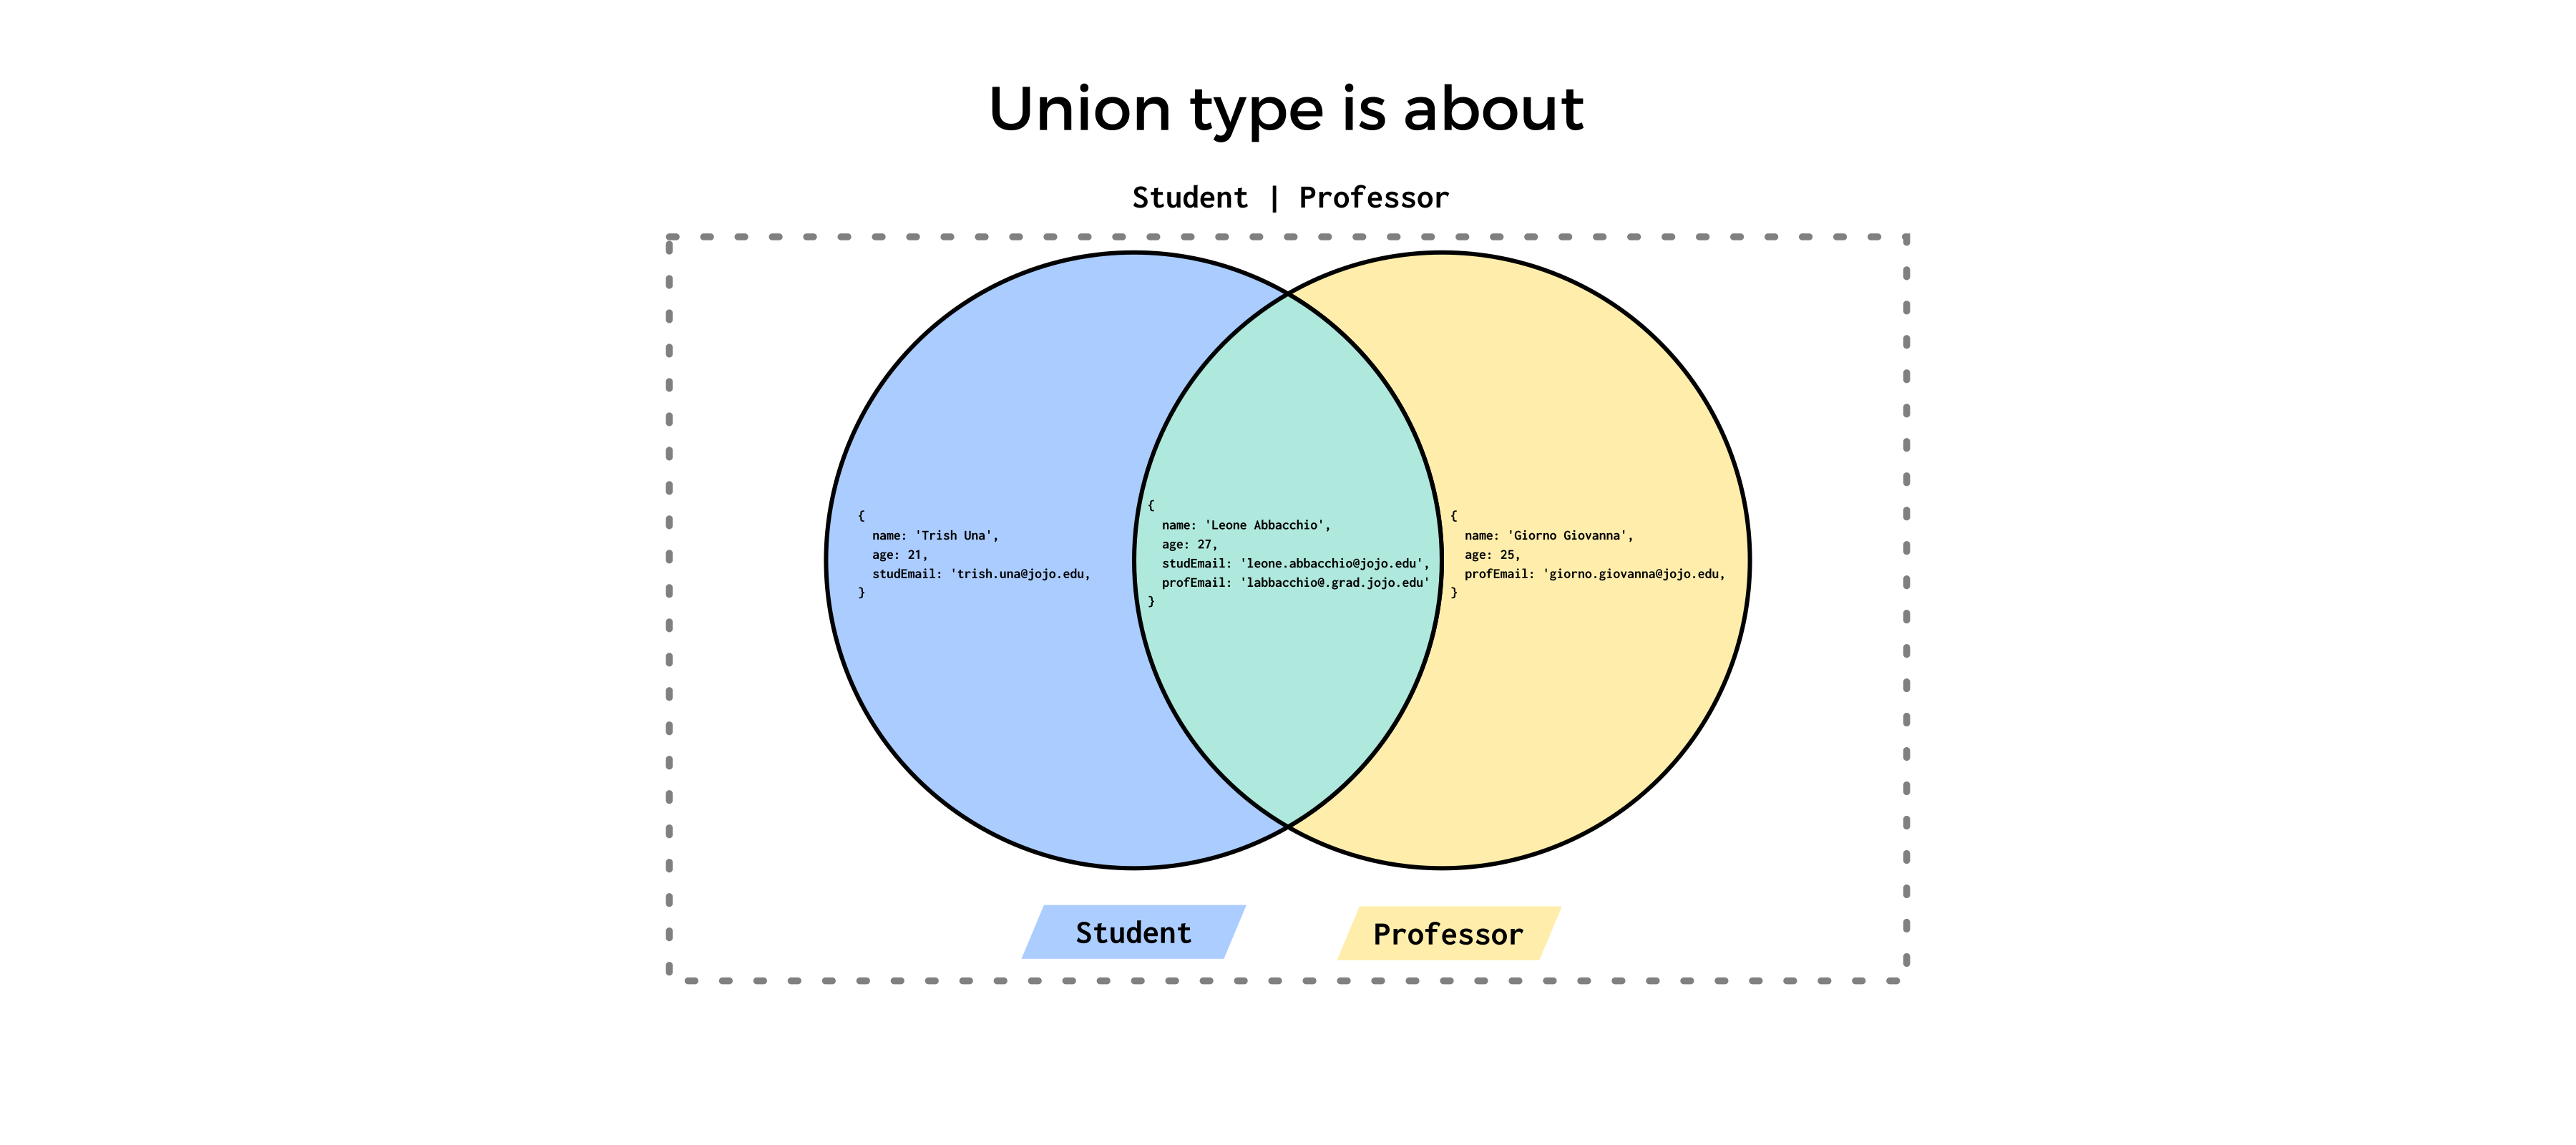 Union type is about
Student | Professor
{
name: 'Trish Una',
age: 21,
studEmail: 'trish.una@jojo.edu,
}
{
name: 'Leone Abbacchio',
age: 27,
studEmail: 'leone.abbacchio@jojo.edu',
profEmail: 'labbacchio@.grad.jojo.edu'
}
{
name: 'Giorno Giovanna',
age: 25,
profEmail: 'giorno.giovanna@jojo.edu,
}
Student
Professor